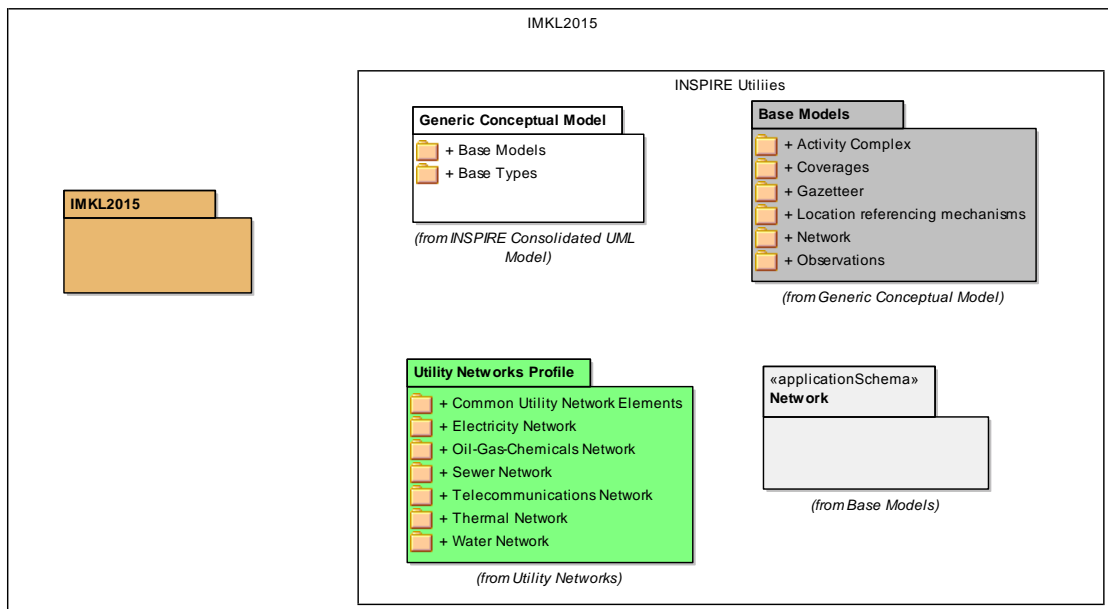 IMKL2015
INSPIRE Utiliies
Generic Conceptual Model
+ Base Models
+ Base Types
(from INSPIRE Consolidated UML
Model)
Base Models
+ Activity Complex
+ Coverages
+ Gazetteer
+ Location referencing mechanisms
+ Network
+ Observations
(from Generic Conceptual Model)
IMKL2015
Utility Networks Profile
+ Common Utility Network Elements
+ Electricity Network
+ Oil-Gas-Chemicals Network
+ Sewer Network
+ Telecommunications Network
+ Thermal Network
+ Water Network
(from Utility Networks)
«applicationSchema»
Network
(from Base Models)